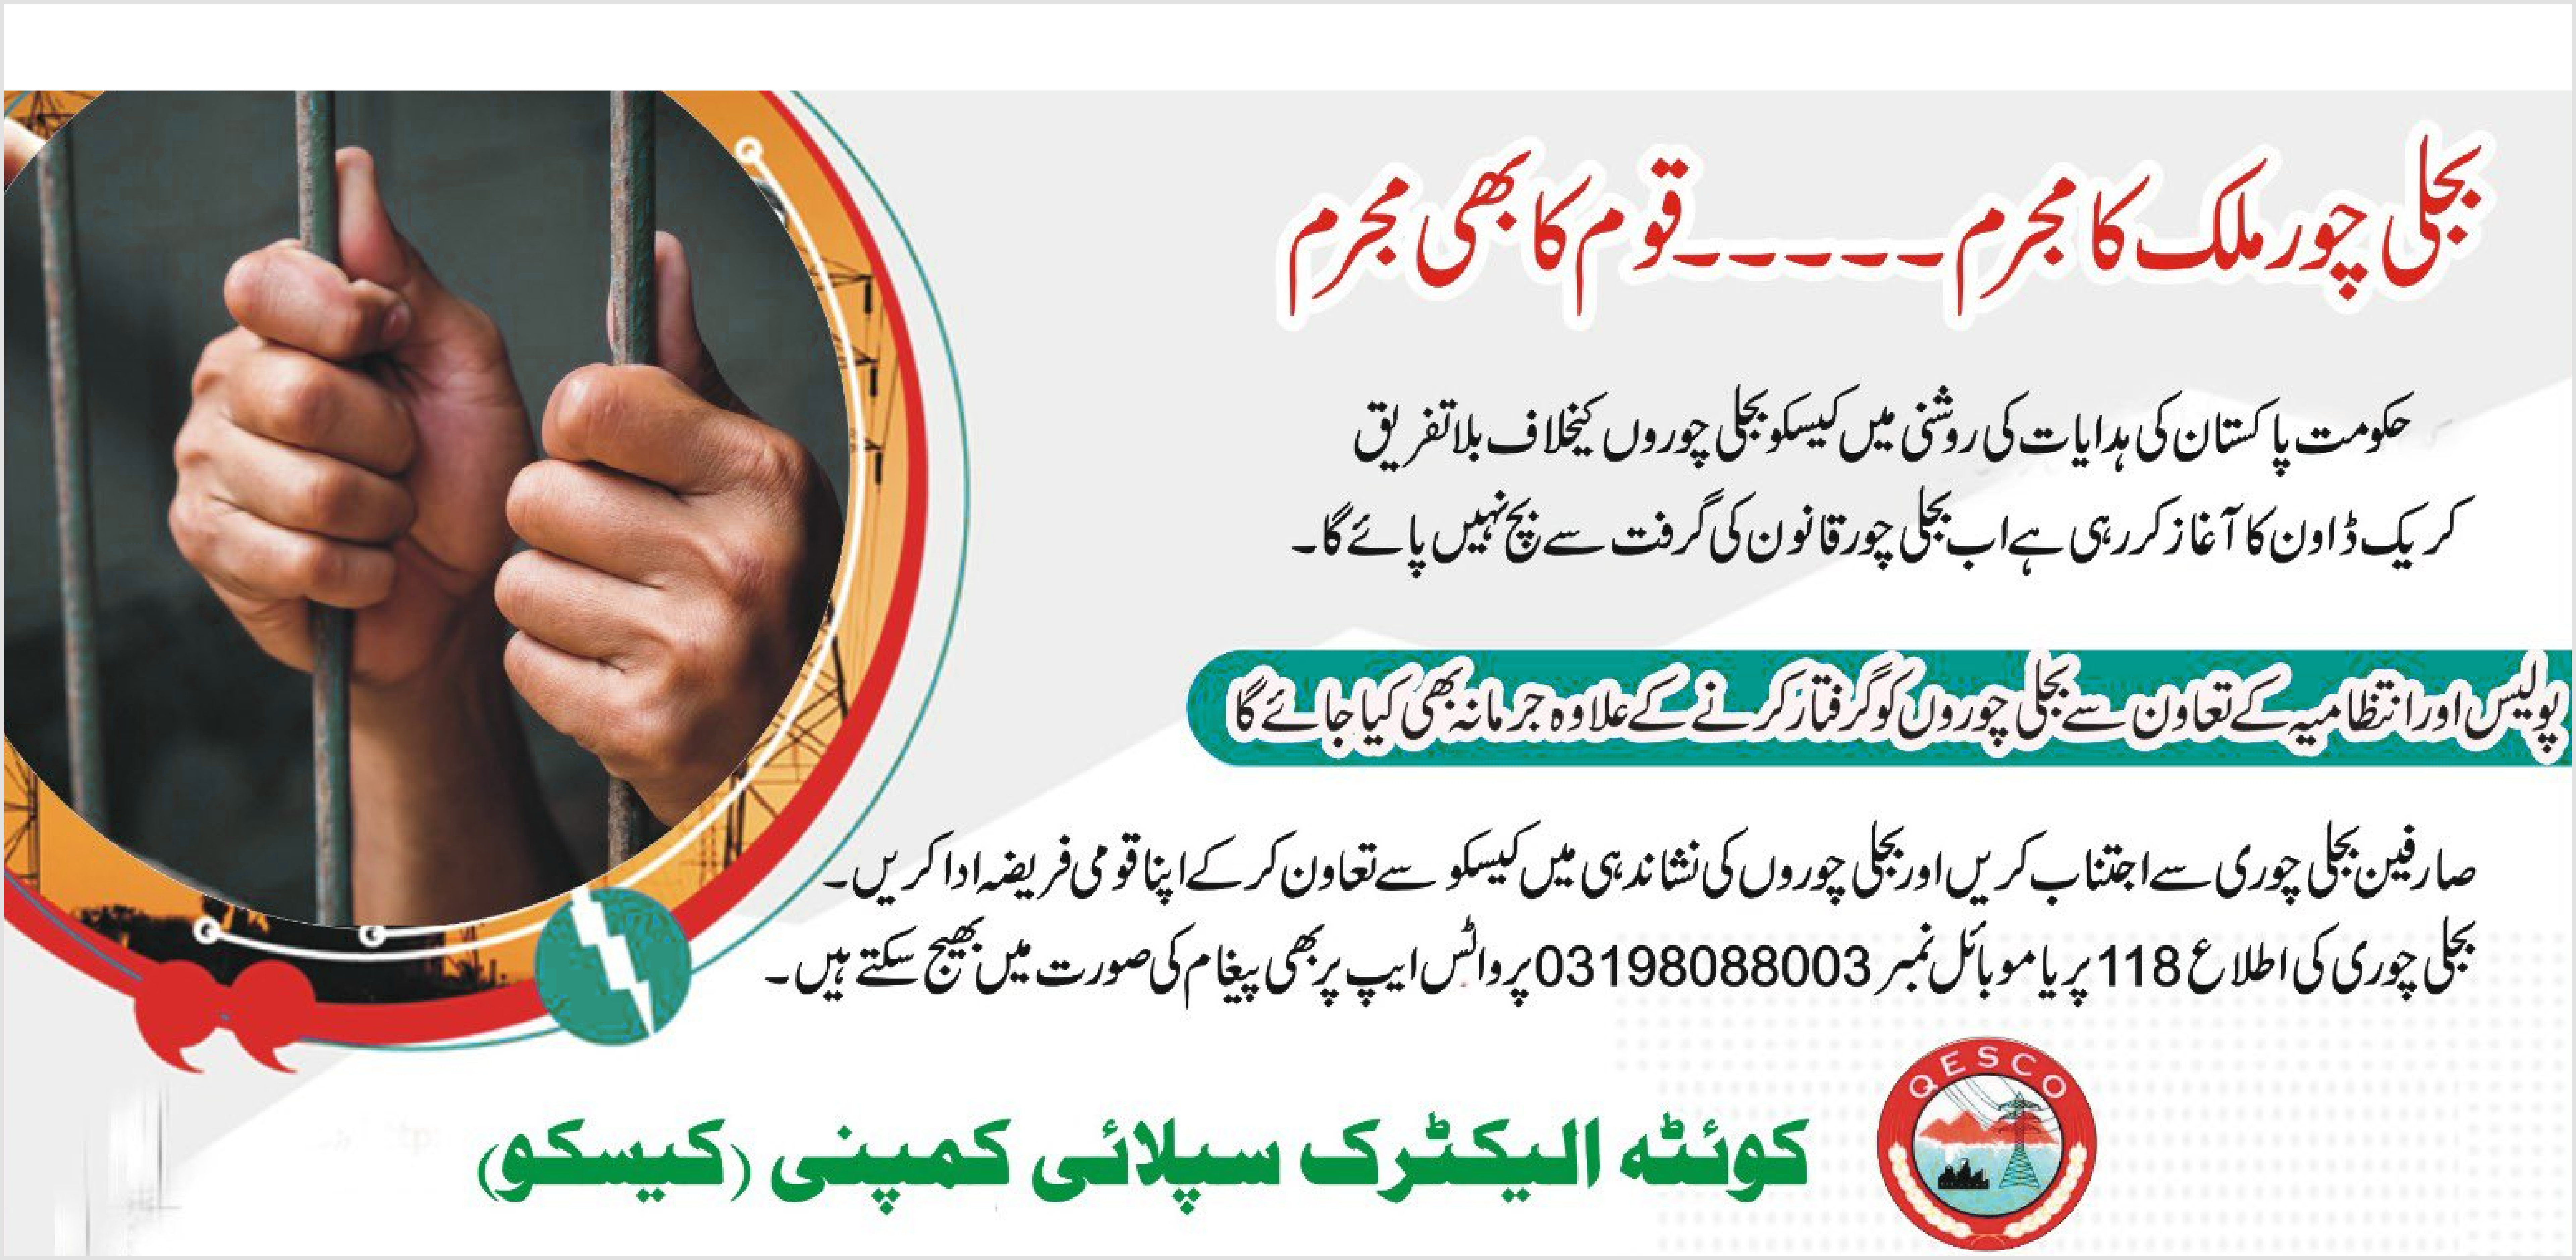 بجلی چور ملک کا مجرم ۔۔۔۔۔ قوم کا بھی مجرم
حکومت پاکستان کی ہدایات کی روشنی میں کیسکو بجلی چوروں کیخلاف بلا تفریق
کریک ڈاون کا آغاز کر رہی ہے اب بجلی چور قانون کی گرفت سے بچ نہیں پائے گا۔
پولیس اور انتظامیہ کے تعاون سے بجلی چوروں کو گرفتار کرنے کے علاوہ جرمانہ بھی کیا جائے گا
صارفین بجلی چوری سے اجتناب کریں اور بجلی چوروں کی نشاندہی میں کیسکو سے تعاون کر کے اپنا قومی فریضہ ادا کریں۔
بجلی چوری کی اطلاع 118 پر یا موبائل نمبر 03198088003 پر واٹس ایپ پر بھی پیغام کی صورت میں بھیج سکتے ہیں۔
QESCO
کوئٹہ الیکٹرک سپلائی کمپنی (کیسکو)